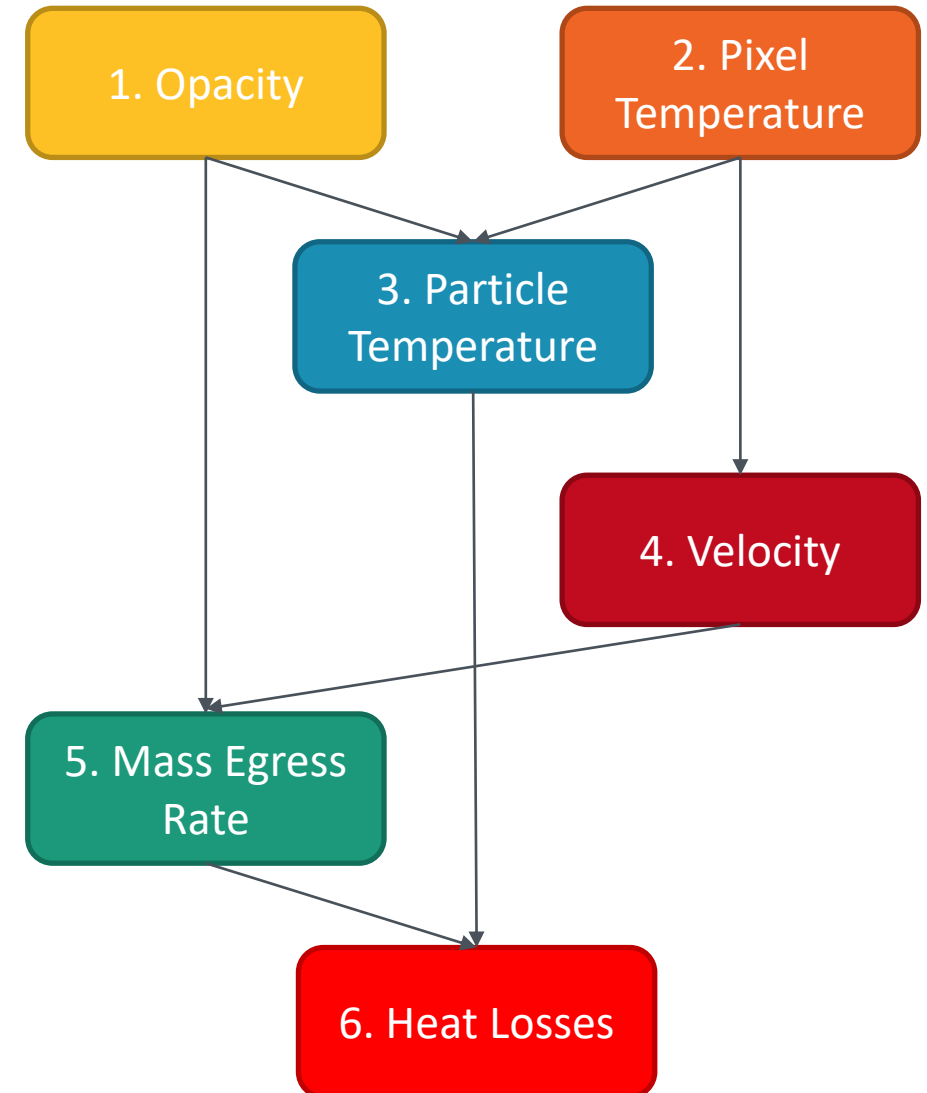 1. Opacity
2. Pixel
Temperature
3. Particle
Temperature
4. Velocity
5. Mass Egress
Rate
6. Heat Losses